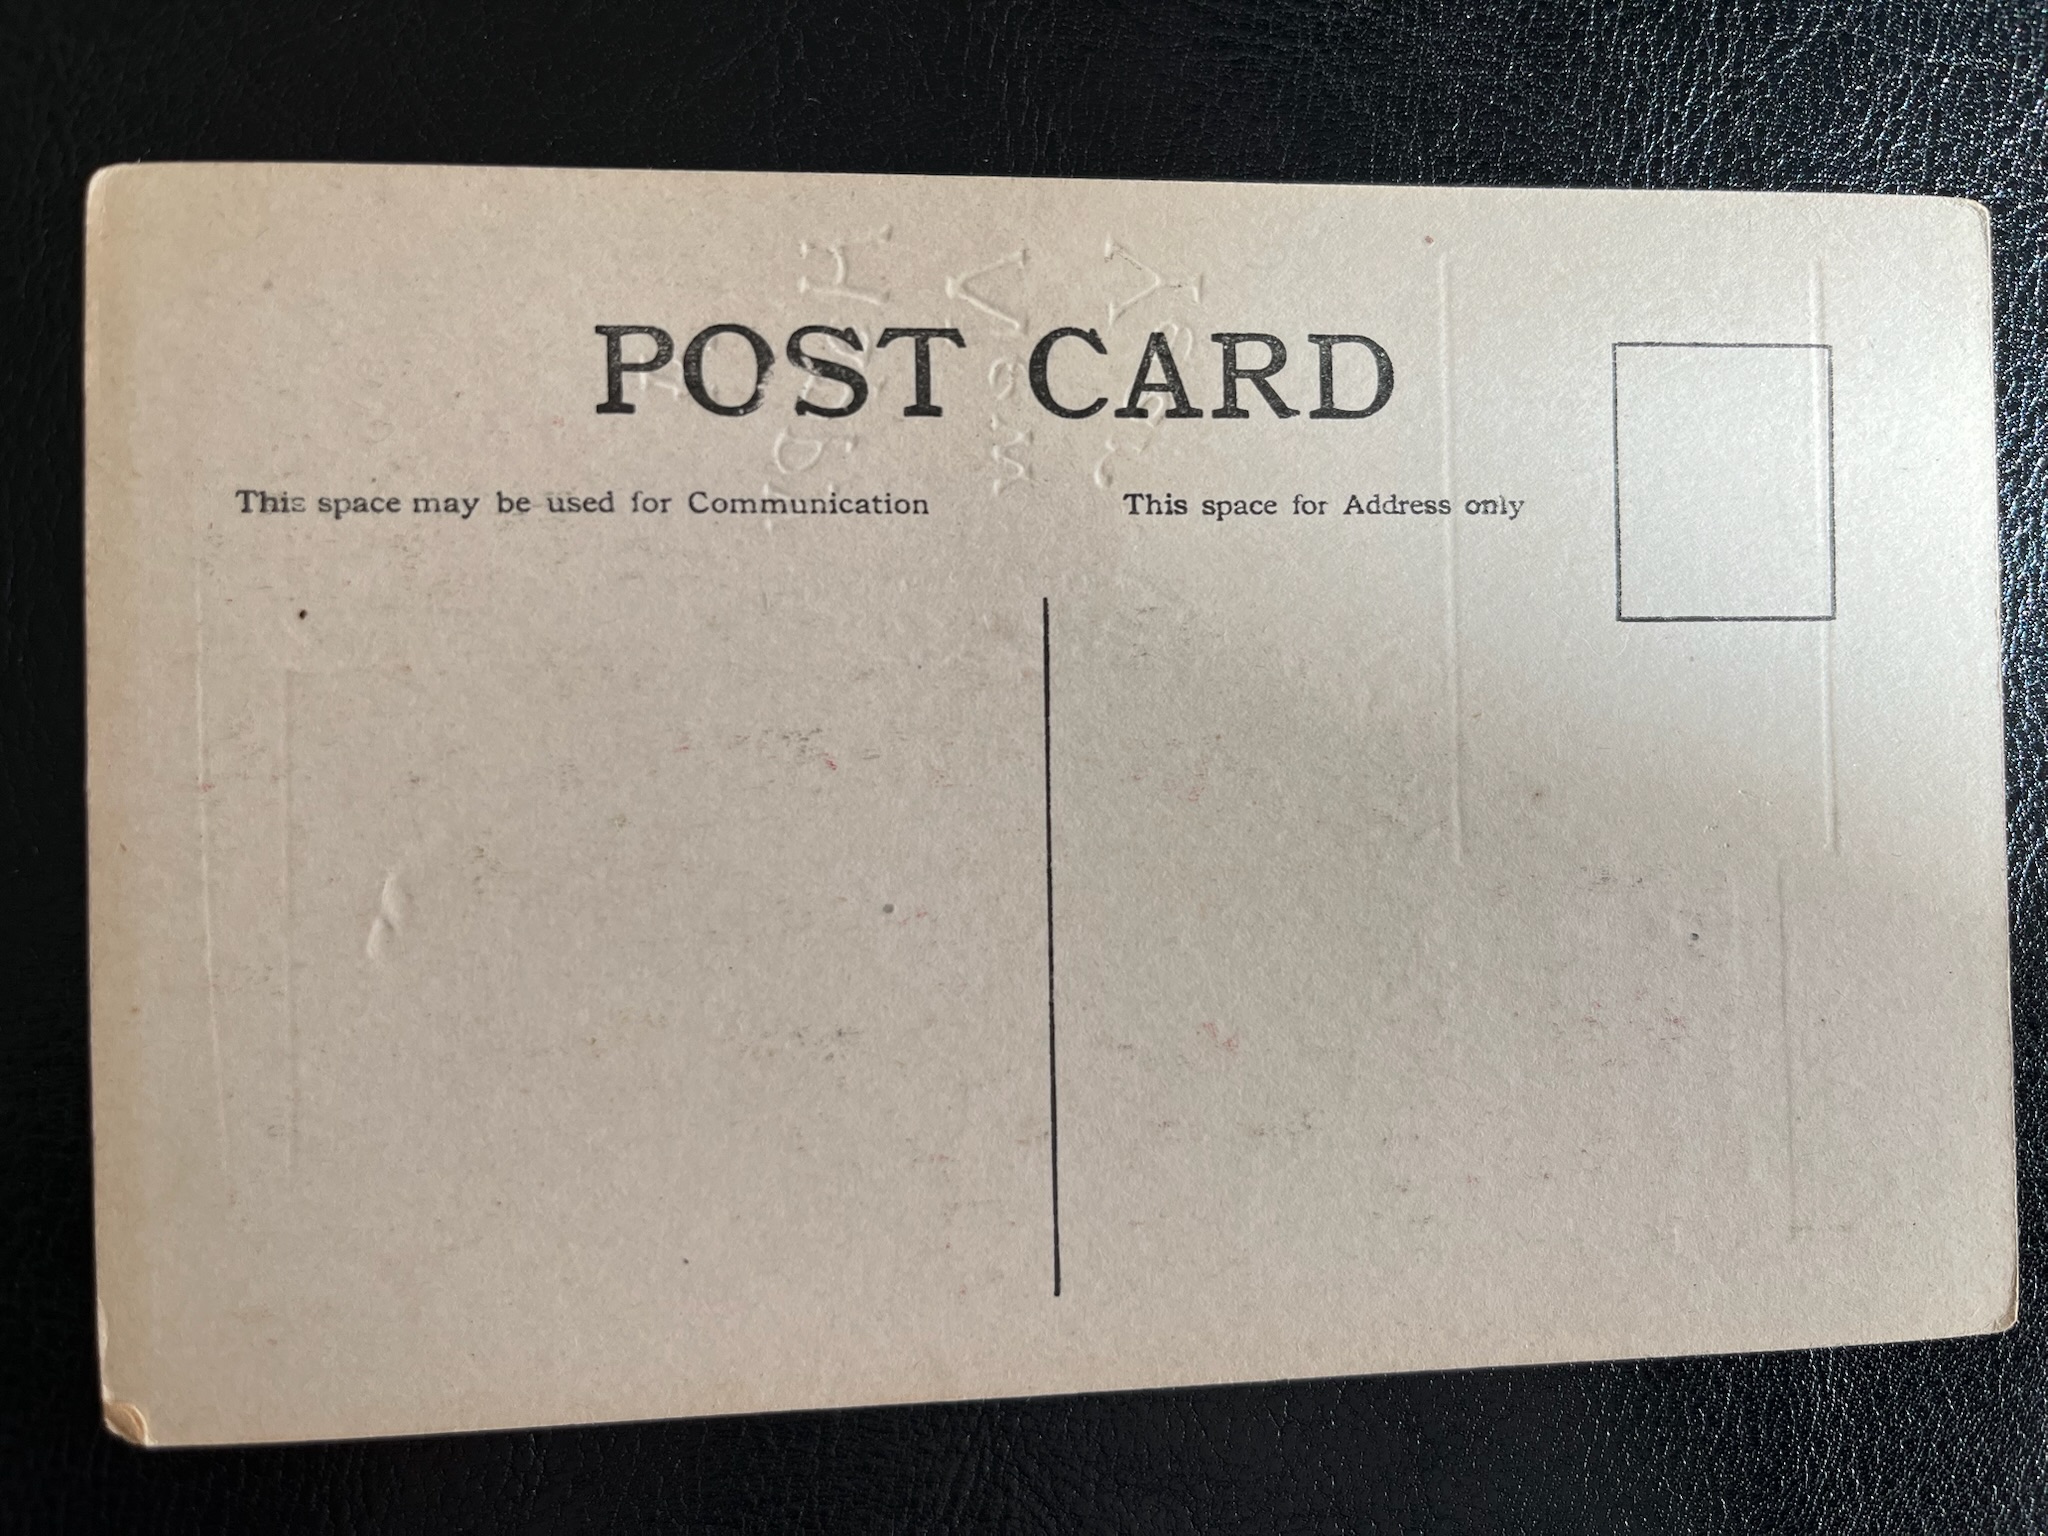 POST CARD
This space may be used for Communication
This space for Address only